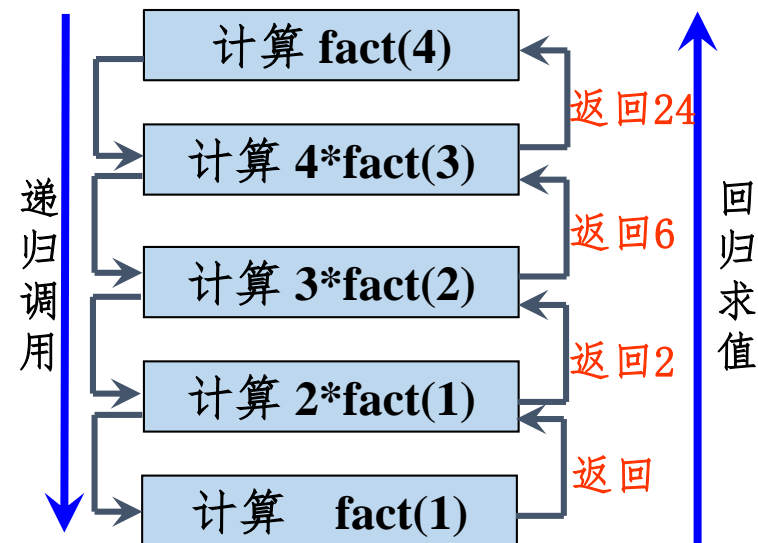 计算 fact(4)
返回24
计算 4*fact(3)
递归调用
返回6
回归求值
计算 3*fact(2)
返回2
计算 2*fact(1)
返回
计算 fact(1)